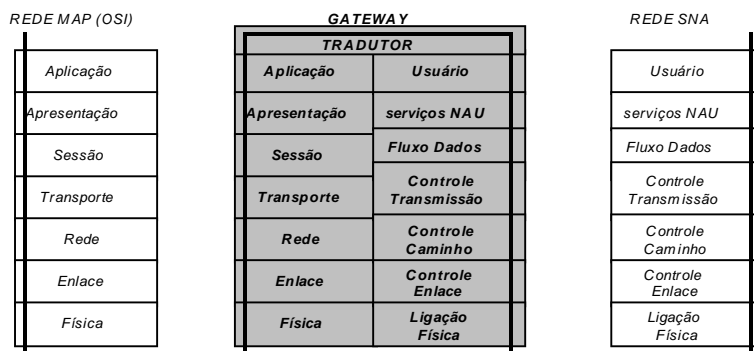 REDE MAP (OSI)
Aplicação
Apresentação
Sessão
Transporte
Rede
Enlace
Física
GATEWAY
TRADUTOR
Aplicação
Apresentação
Sessão
Transporte
Rede
Enlace
Física
Usuário
serviços NAU
Fluxo Dados
Controle
Transmissão
Controle
Caminho
Controle
Enlace
Ligação
Física
REDE SNA
Usuário
serviços NAU
Fluxo Dados
Controle
Transmissão
Controle
Caminho
Controle
Enlace
Ligação
Física